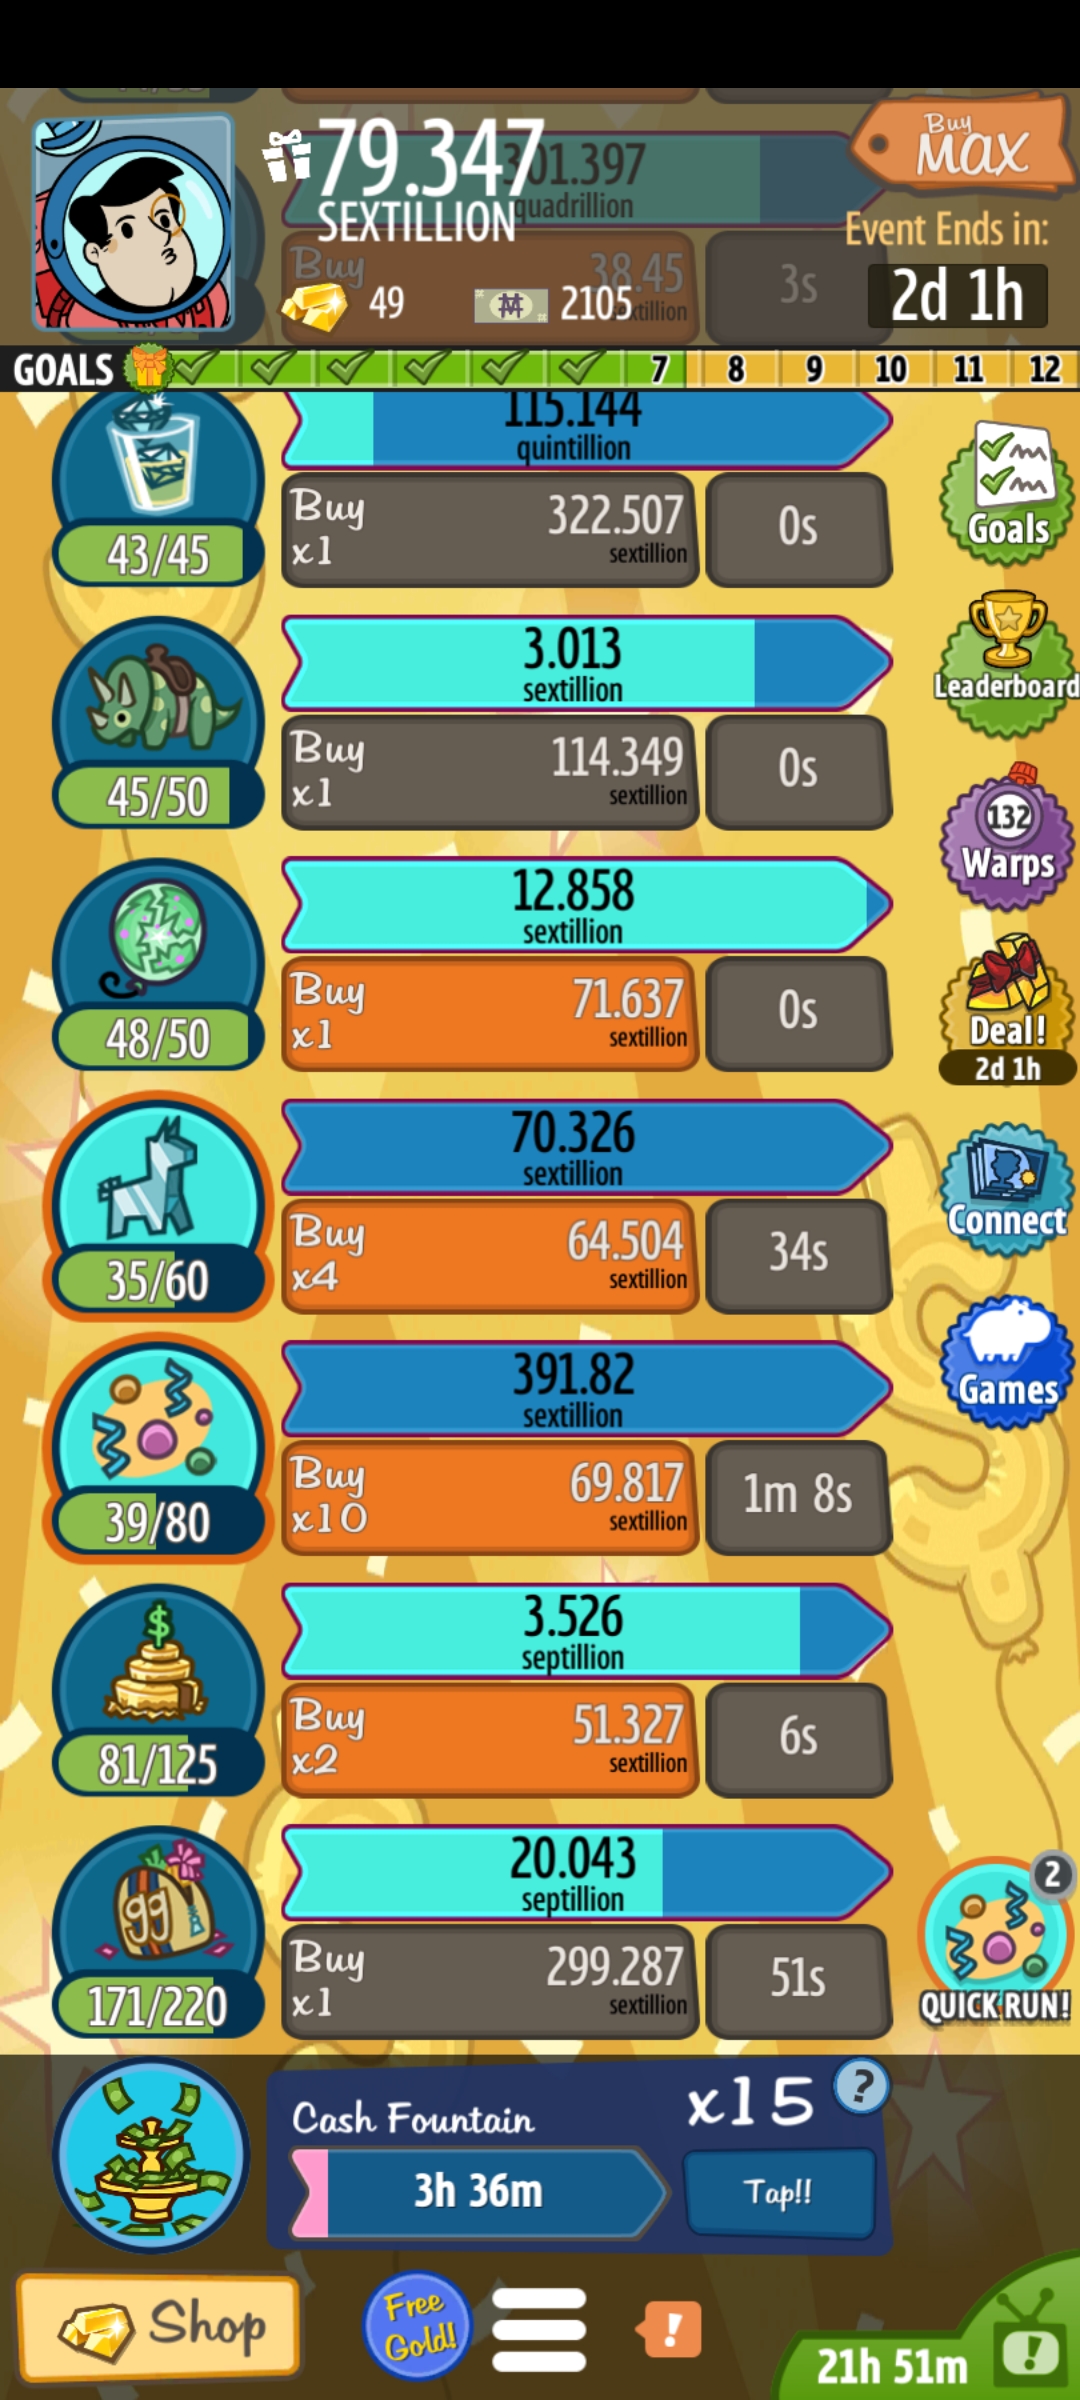 79.347
SEXTILLION
301.397
quadrillion
Buy
MAX
Event Ends in:
2d 1h
Buy
38.45
3s
49
2105
GOALS 7 8 9 10 11 12
115.144
quintillion
Buy
x1
322.507
sextillion
0s
43/45
Goals
3.013
sextillion
Buy
x1
114.349
sextillion
0s
45/50
Leaderboard
12.858
sextillion
Buy
x1
71.637
sextillion
0s
48/50
132
Warps
Deal!
2d 1h
70.326
sextillion
Buy
x4
64.504
sextillion
34s
35/60
Connect
391.82
sextillion
Buy
x10
69.817
sextillion
1m 8s
39/80
Games
$
3.526
septillion
Buy
x2
51.327
sextillion
6s
81/125
99
20.043
septillion
Buy
x1
299.287
sextillion
51s
171/220
2
QUICK RUN!
Cash Fountain
x15
?
3h 36m
Tap!!
Shop
Free
Gold!
!
21h 51m
!